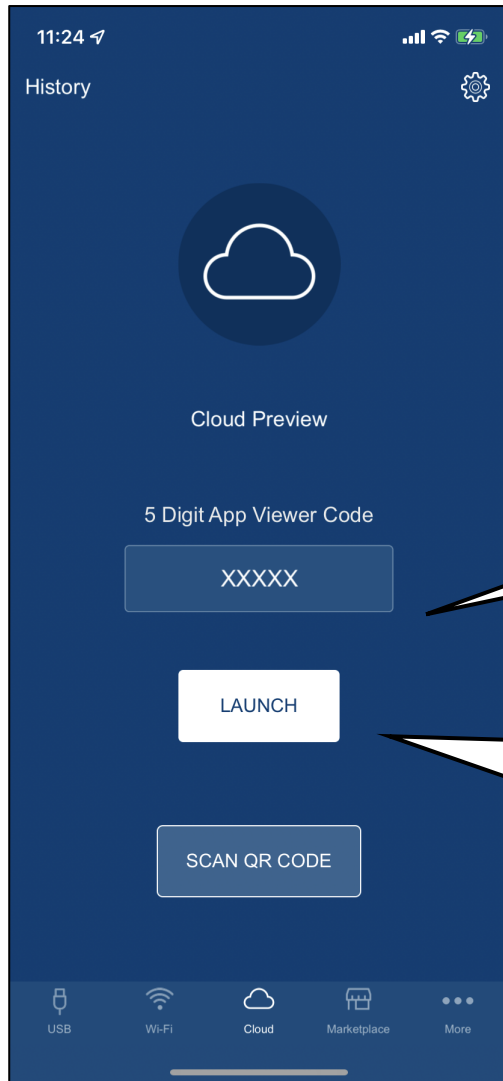 11:24
History
Cloud Preview
5 Digit App Viewer Code
XXXXX
LAUNCH
SCAN QR CODE
USB Wi-Fi Cloud Marketplace More